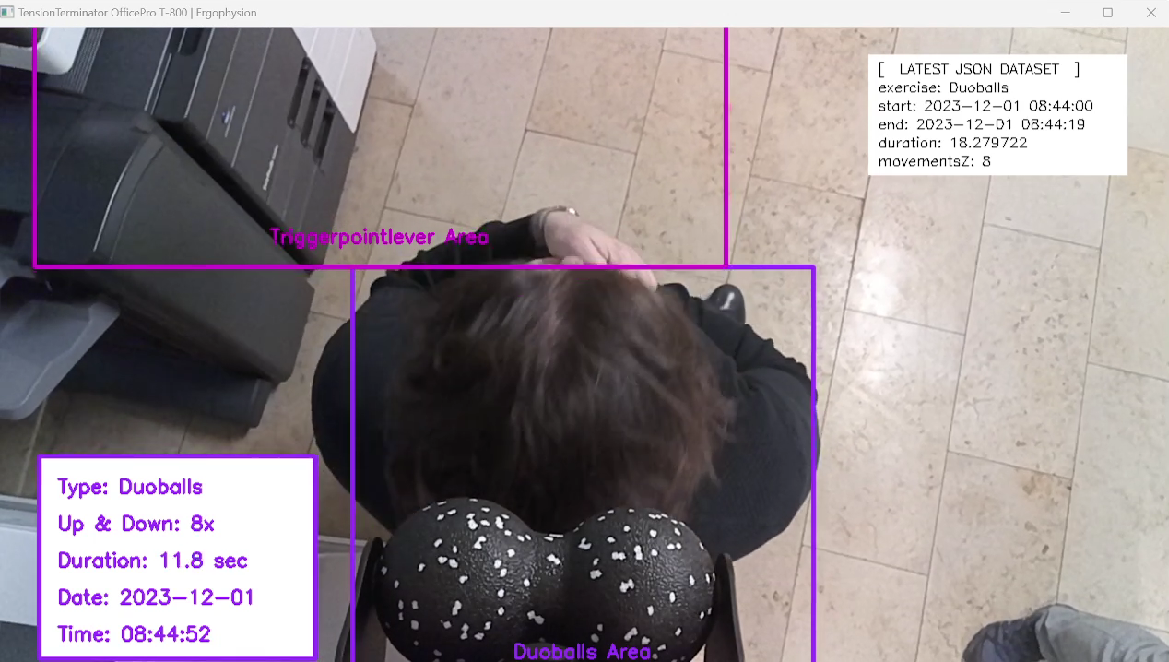 TensionTerminator OfficePro T-800 | Ergophysion
[ LATEST JSON DATASET ]
exercise: Duoballs
start: 2023-12-01 08:44:00
end: 2023-12-01 08:44:19
duration: 18.279722
movementsZ: 8
Triggerpointlever Area
Type: Duoballs
Up & Down: 8x
Duration: 11.8 sec
Date: 2023-12-01
Time: 08:44:52
Duoballs Area